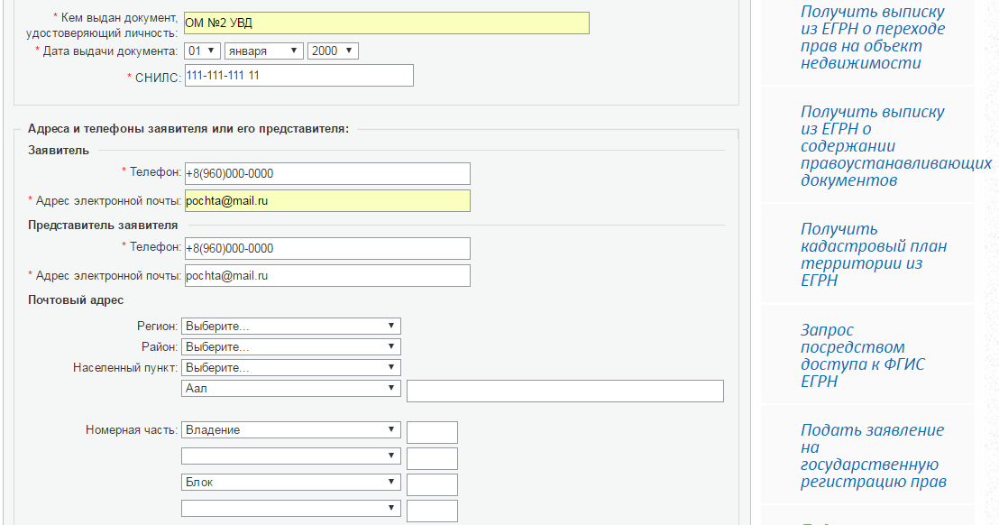 * Кем выдан документ,
удостоверяющий личность: ОМ №2 УВД
* Дата выдачи документа: 01 января 2000
* СНИЛС: 111-111-111 11
Адреса и телефоны заявителя или его представителя:
Заявитель
* Телефон: +8(960)000-0000
* Адрес электронной почты: pochta@mail.ru
Представитель заявителя
* Телефон: +8(960)000-0000
* Адрес электронной почты: pochta@mail.ru
Почтовый адрес
Регион: Выберите...
Район: Выберите...
Населенный пункт: Выберите...
Аал
Номерная часть: Владение
Блок
Получить выписку
из ЕГРН о переходе
прав на объект
недвижимости
Получить выписку
из ЕГРН о
содержании
правоустанавливающих
документов
Получить
кадастровый план
территории из
ЕГРН
Запрос
посредством
доступа к ФГИС
ЕГРН
Подать заявление
на
государственную
регистрацию прав